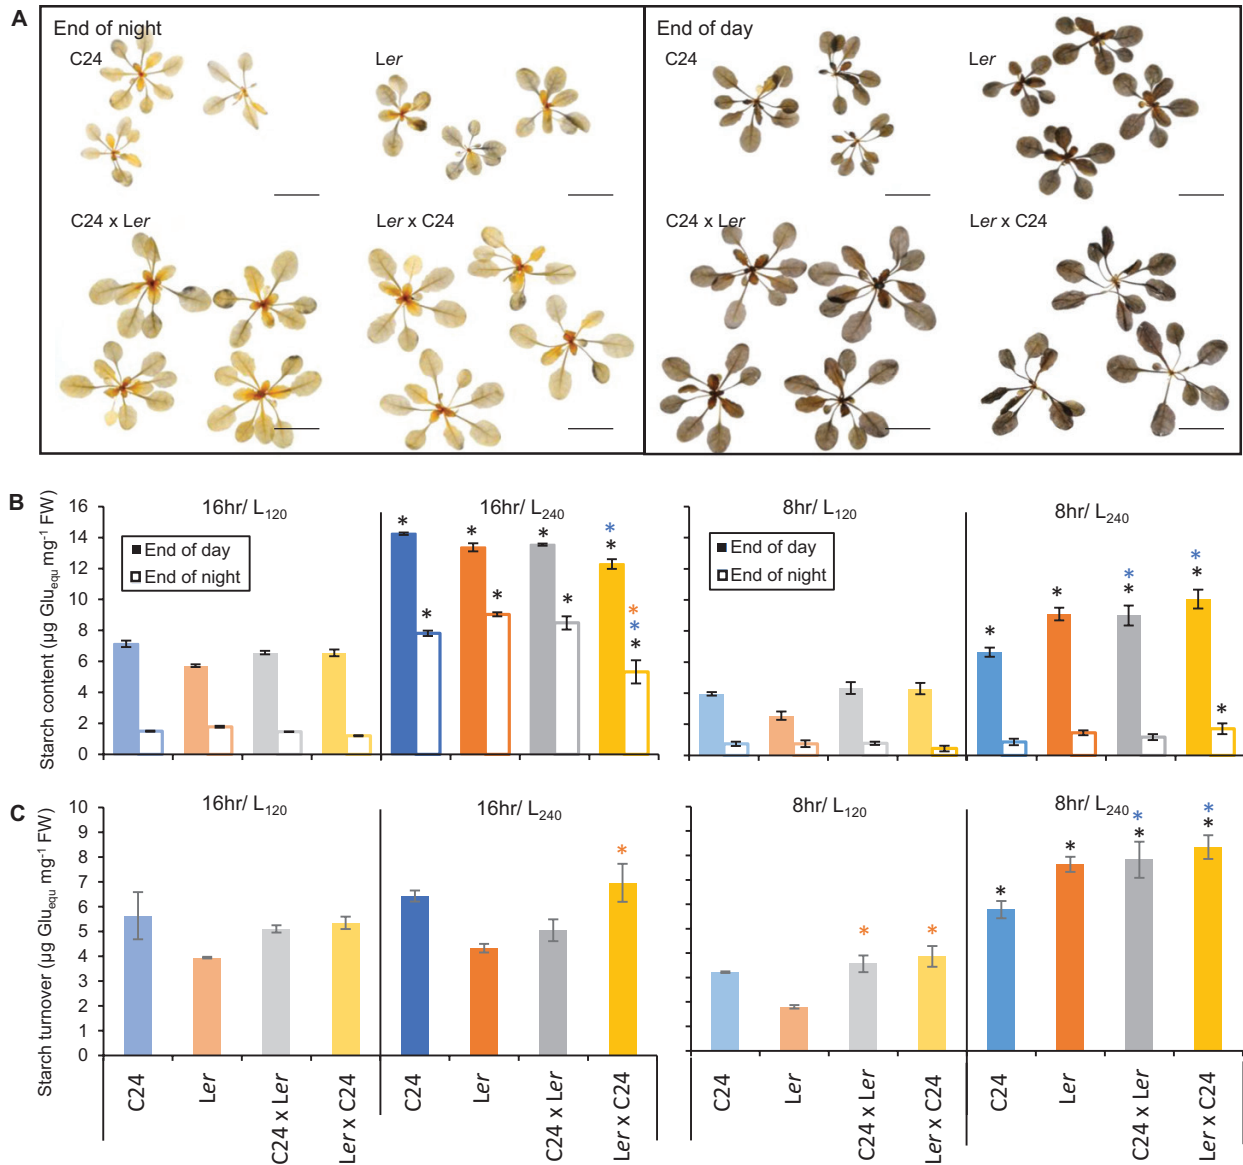 A
End of night
C24
Ler
C24 x Ler
Ler x C24
End of day
C24
Ler
C24 x Ler
Ler x C24
B
Starch content (µg Glu equ mg-1 FW)
16
14
12
10
8
6
4
2
0
16hr/ L120
End of day
End of night
16hr/ L240
* * * * * * * * * * *
8hr/ L120
End of day
End of night
8hr/ L240
* * * * * * *
C
Starch turnover (µg Glu equ mg-1 FW)
10
9
8
7
6
5
4
3
2
1
0
16hr/ L120
16hr/ L240
*
8hr/ L120
* *
8hr/ L240
* * * * * *
C24
Ler
C24 x Ler
Ler x C24
C24
Ler
C24 x Ler
Ler x C24
C24
Ler
C24 x Ler
Ler x C24
C24
Ler
C24 x Ler
Ler x C24